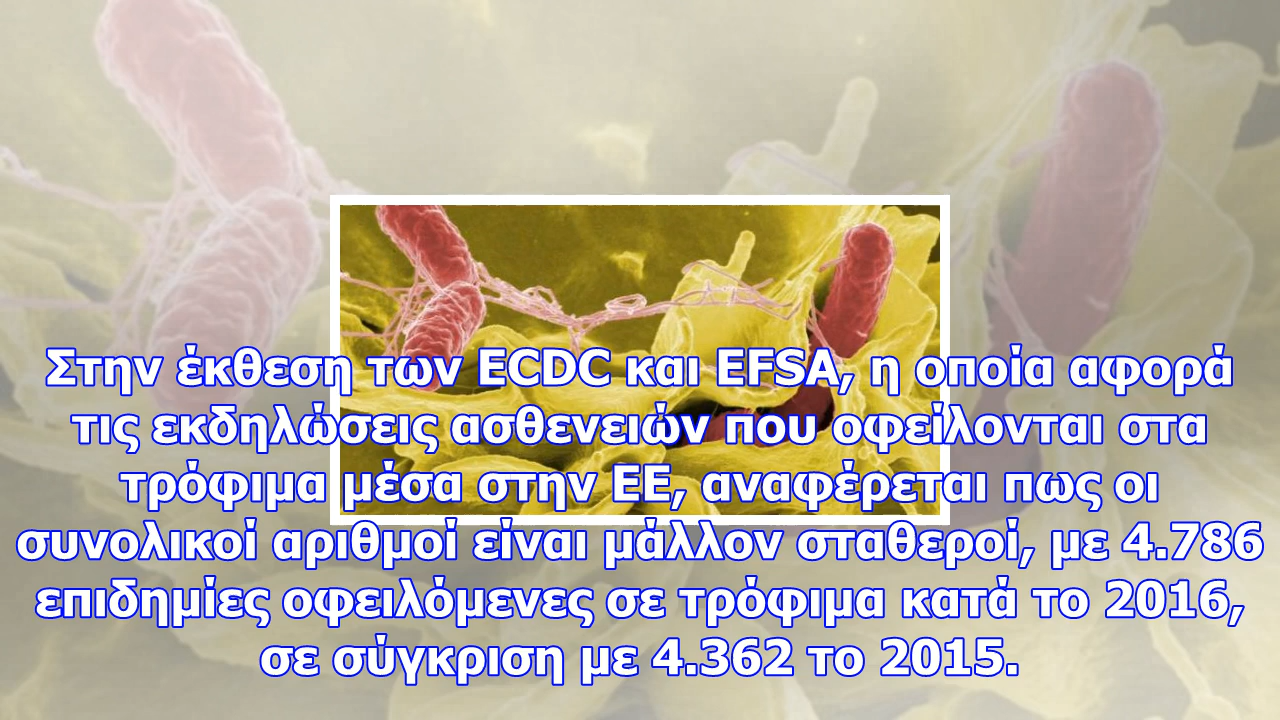 Στην έκθεση των ECDC και EFSA, η οποία αφορά
τις εκδηλώσεις ασθενειών που οφείλονται στα
τρόφιμα μέσα στην ΕΕ, αναφέρεται πως οι
συνολικοί αριθμοί είναι μάλλον σταθεροί, με 4.786
επιδημίες οφειλόμενες σε τρόφιμα κατά το 2016,
σε σύγκριση με 4.362 το 2015.